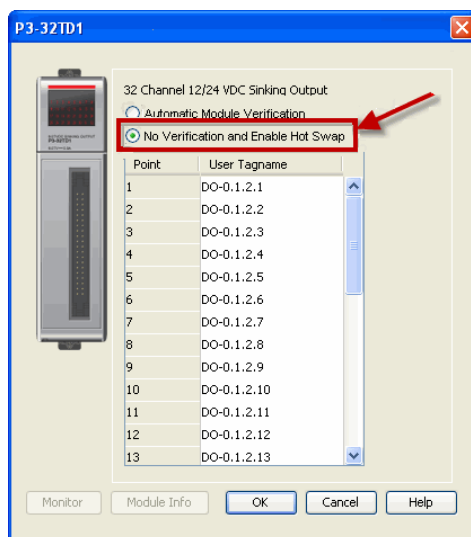 P3-32TD1
32 Channel 12/24 VDC Sinking Output
Automatic Module Verification
No Verification and Enable Hot Swap
P3-32TD1
Point User Tagname
1 DO-0.1.2.1
2 DO-0.1.2.2
3 DO-0.1.2.3
4 DO-0.1.2.4
5 DO-0.1.2.5
6 DO-0.1.2.6
7 DO-0.1.2.7
8 DO-0.1.2.8
9 DO-0.1.2.9
10 DO-0.1.2.10
11 DO-0.1.2.11
12 DO-0.1.2.12
13 DO-0.1.2.13
Monitor Module Info OK Cancel Help